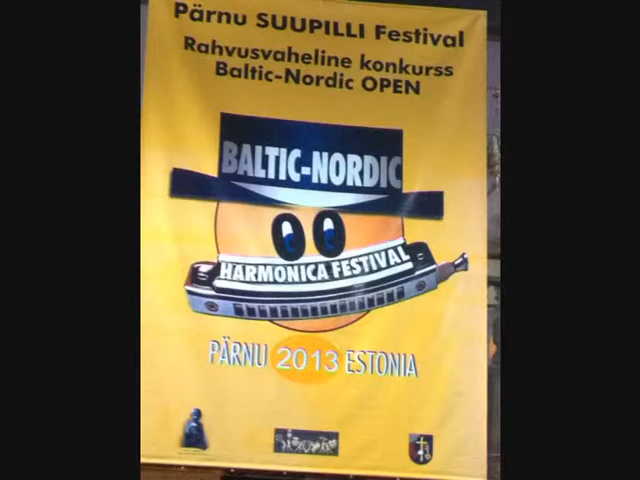 Pärnu SUUPILLI Festival
Rahvusvaheline konkurss
Baltic-Nordic OPEN
BALTIC-NORDIC
HARMONICA FESTIVAL
PÄRNU 2013 ESTONIA